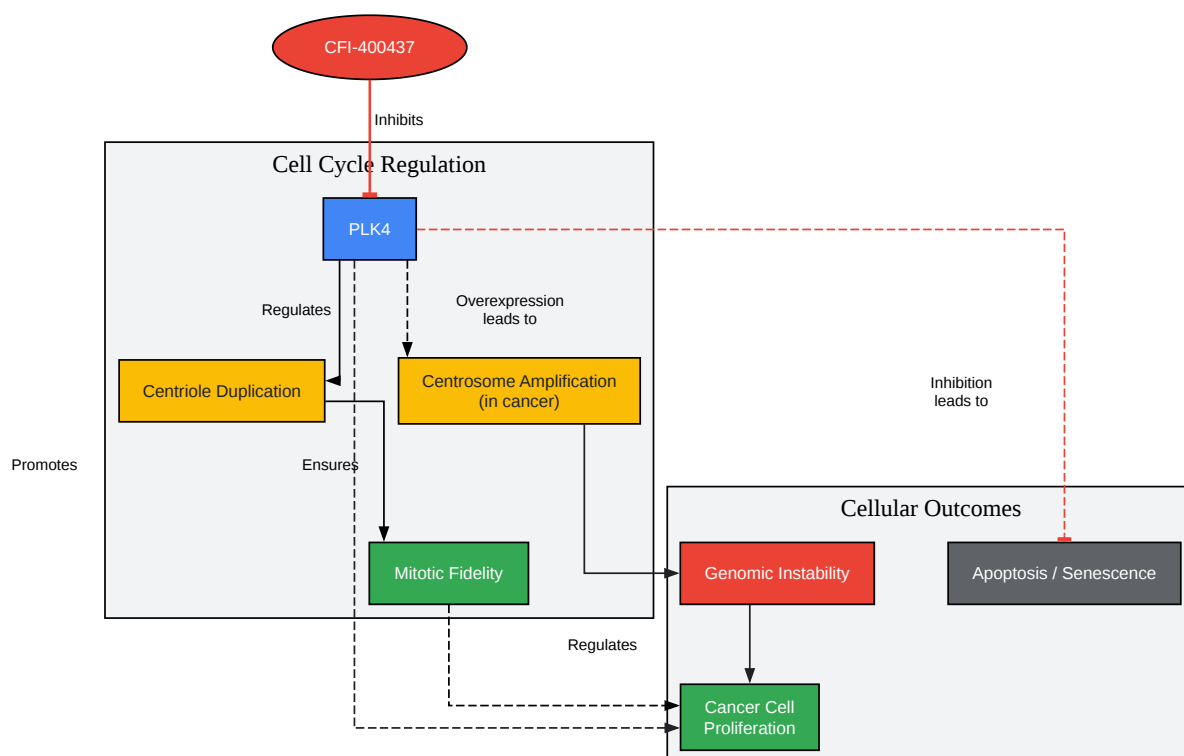 CFI-400437
Inhibits
Cell Cycle Regulation
PLK4
Regulates
Overexpression
leads to
Centriole Duplication
Centrosome Amplification
(in cancer)
Inhibition
leads to
Promotes
Ensures
Cellular Outcomes
Mitotic Fidelity
Genomic Instability
Apoptosis / Senescence
Regulates
Cancer Cell
Proliferation